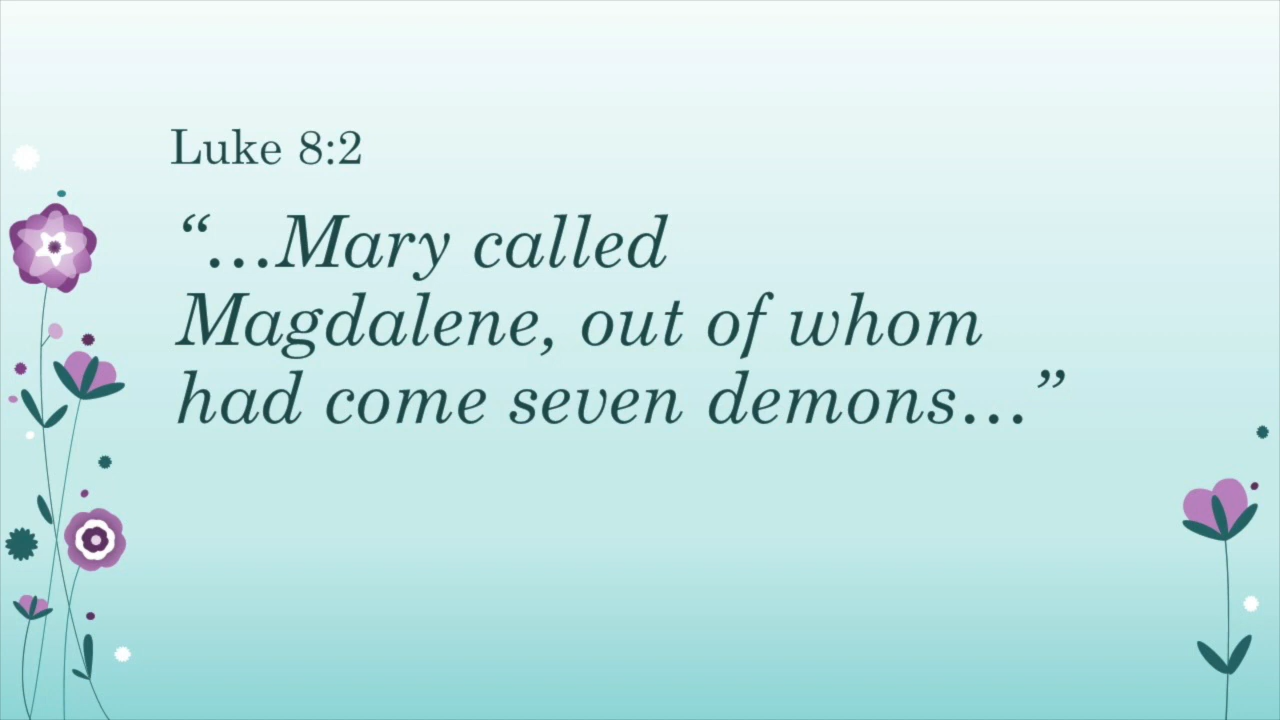 Luke 8:2
“…Mary called
Magdalene, out of whom
had come seven demons…”